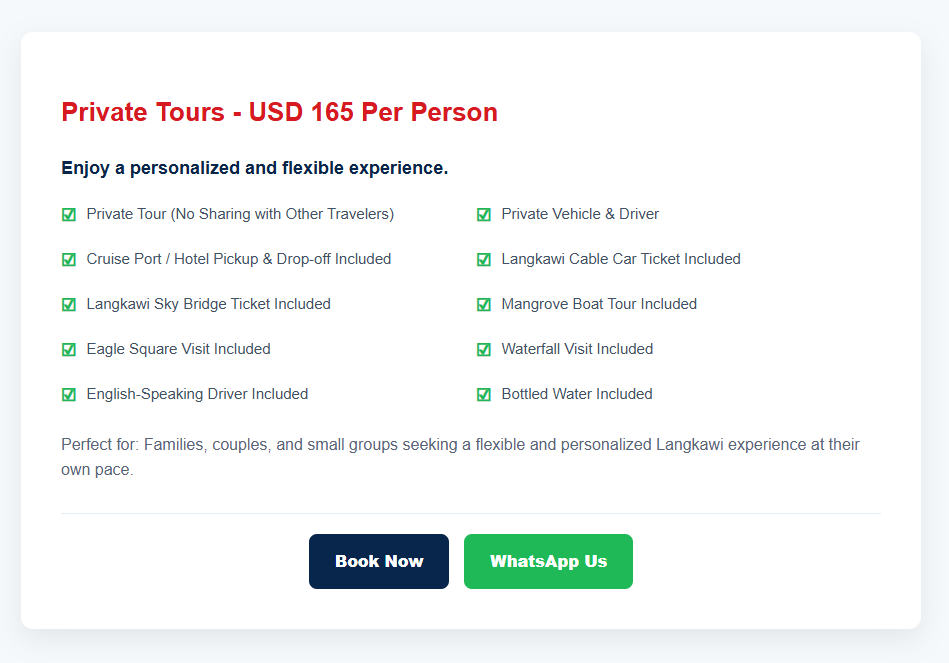 Private Tours - USD 165 Per Person
Enjoy a personalized and flexible experience.
Private Tour (No Sharing with Other Travelers)
Private Vehicle & Driver
Cruise Port / Hotel Pickup & Drop-off Included
Langkawi Cable Car Ticket Included
Langkawi Sky Bridge Ticket Included
Mangrove Boat Tour Included
Eagle Square Visit Included
Waterfall Visit Included
English-Speaking Driver Included
Bottled Water Included
Perfect for: Families, couples, and small groups seeking a flexible and personalized Langkawi experience at their
own pace.
Book Now
WhatsApp Us